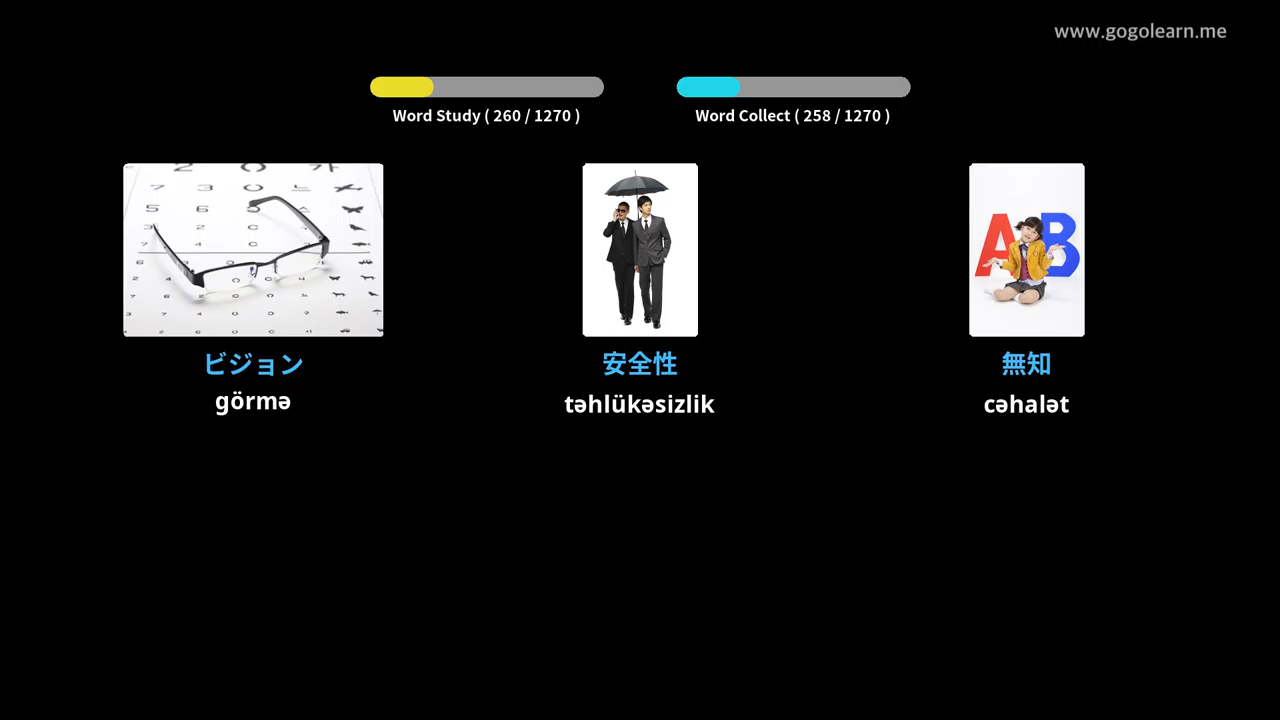 www.gogolearn.me
Word Study ( 260 / 1270 )
Word Collect ( 258 / 1270 )
A B
ビジョン
安全性
無知
görmə
təhlükəsizlik
cəhalət